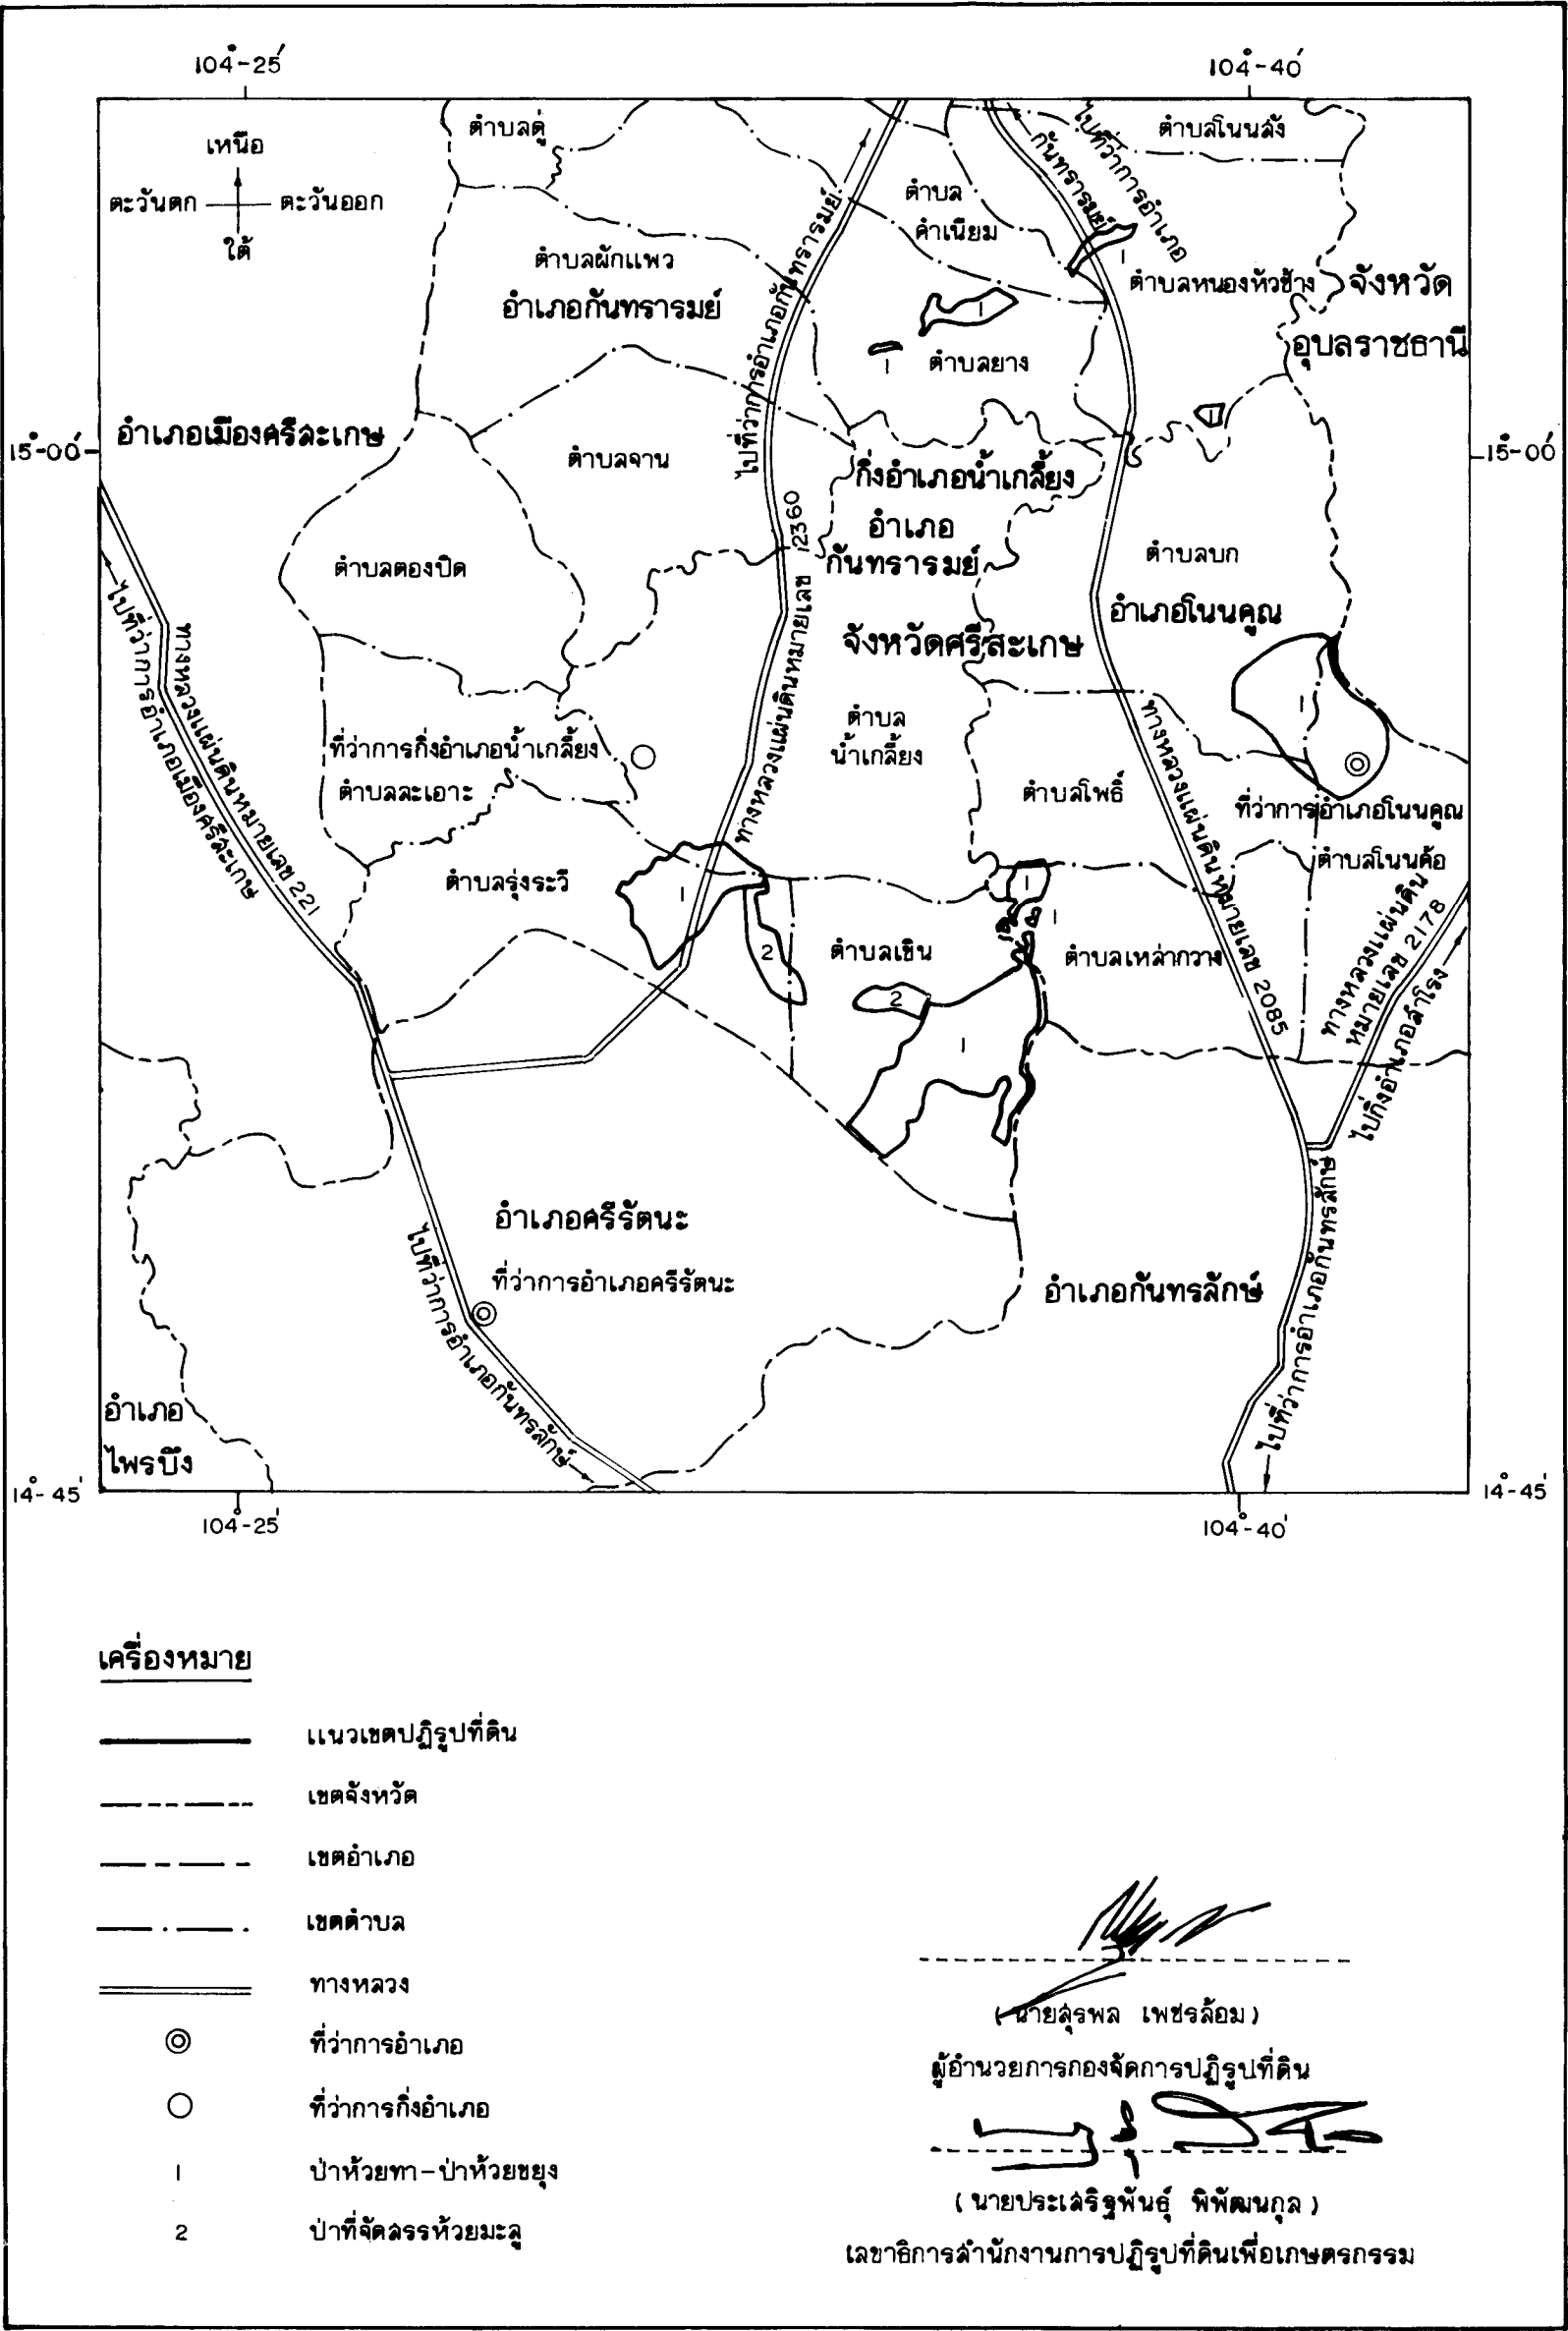 104°-25'
104°-40'
เหนือ
ตะวันตก
ตะวันออก
ใต้
ตำบลดู่
ตำบลโนนลัง
ไปที่ว่าการอำเภอ
กันทรารมย์
ตำบล
คำเนียม
ตำบลผักแพว
อำเภอกันทรารมย์
ไปที่ว่าการอำเภอกันทรารมย์
1
ตำบลหนองหัวช้าง
จังหวัด
อุบลราชธานี
1
1
ตำบลยาง
1
อำเภอเมืองศรีสะเกษ
15°-00'
15°-00'
ตำบลจาน
กิ่งอำเภอน้ำเกลี้ยง
อำเภอ
กันทรารมย์
ตำบลบก
ตำบลตองปิด
อำเภอโนนคูณ
จังหวัดศรีสะเกษ
ทางหลวงแผ่นดินหมายเลข 2360
ไปที่ว่าการอำเภอเมืองศรีสะเกษ
ทางหลวงแผ่นดินหมายเลข 221
1
ตำบล
น้ำเกลี้ยง
ที่ว่าการกิ่งอำเภอน้ำเกลี้ยง
ตำบลละเอาะ
ตำบลโพธิ์
ทางหลวงแผ่นดินหมายเลข 2085
ที่ว่าการอำเภอโนนคูณ
ตำบลโนนค้อ
ตำบลรุ่งระวี
1
1
1
2
ตำบลเขิน
ตำบลเหล่ากวาง
ทางหลวงแผ่นดิน
หมายเลข 2178
ไปกิ่งอำเภอสำโรง
2
1
อำเภอศรีรัตนะ
ที่ว่าการอำเภอศรีรัตนะ
อำเภอกันทรลักษ์
ไปที่ว่าการอำเภอกันทรลักษ์
ไปที่ว่าการอำเภอกันทรลักษ์
อำเภอ
ไพรบึง
14°-45'
14°-45'
104°-25'
104°-40'
เครื่องหมาย
แนวเขตปฏิรูปที่ดิน
เขตจังหวัด
เขตอำเภอ
เขตตำบล
ทางหลวง
ที่ว่าการอำเภอ
ที่ว่าการกิ่งอำเภอ
1 ป่าห้วยทา-ป่าห้วยขยุง
2 ป่าที่จัดสรรห้วยมะลู
(นายสุรพล เพชรล้อม)
ผู้อำนวยการกองจัดการปฏิรูปที่ดิน
(นายประเสริฐพันธุ์ พิพัฒนกุล)
เลขาธิการสำนักงานการปฏิรูปที่ดินเพื่อเกษตรกรรม